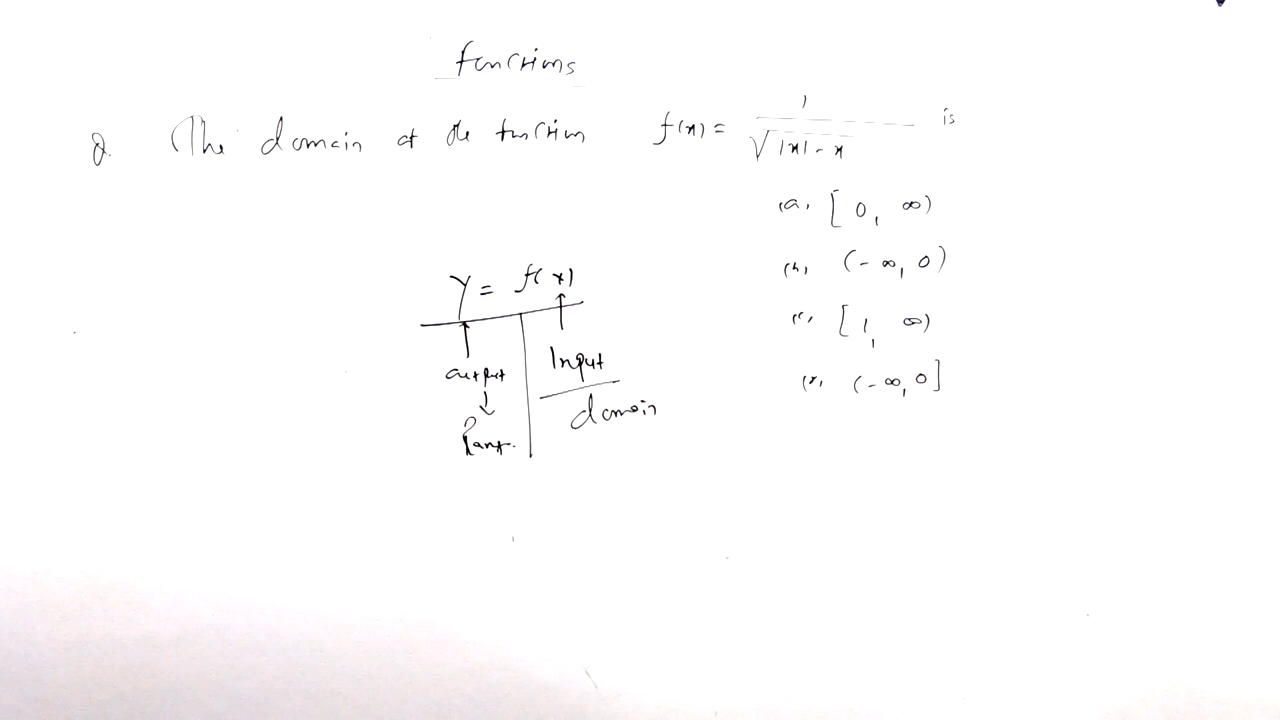 Functions
Q. The domain of the function f(x) = 1/√|x| - x is
(a) [0, ∞)
(b) (-∞, 0)
(c) [1, ∞)
(d) (-∞, 0]
Y = f(x)
output Input
Range domain